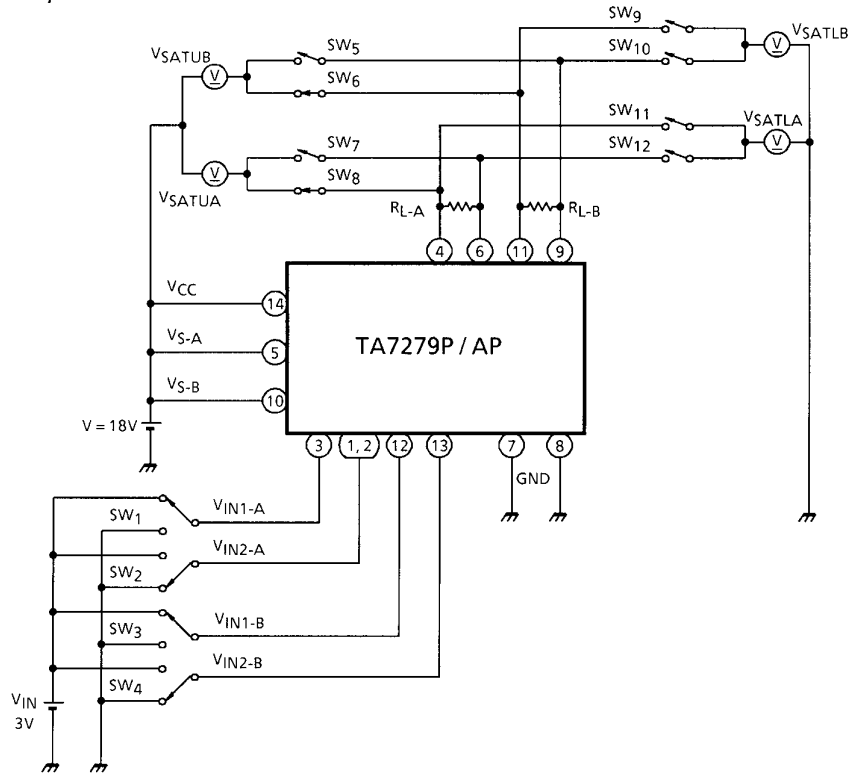 SW9
VSATLB
VSATUB
SW5
SW10
V
V
SW6
SW11
VSATLA
V
SW7
SW12
V
VSATUA
SW8
RL-A
RL-B
4
6
11
9
VCC
14
VS-A
5
TA7279P / AP
VS-B
10
V = 18V
3
1, 2
12
13
7
8
GND
SW1
VIN1-A
VIN2-A
SW2
VIN1-B
SW3
VIN2-B
SW4
VIN
3V